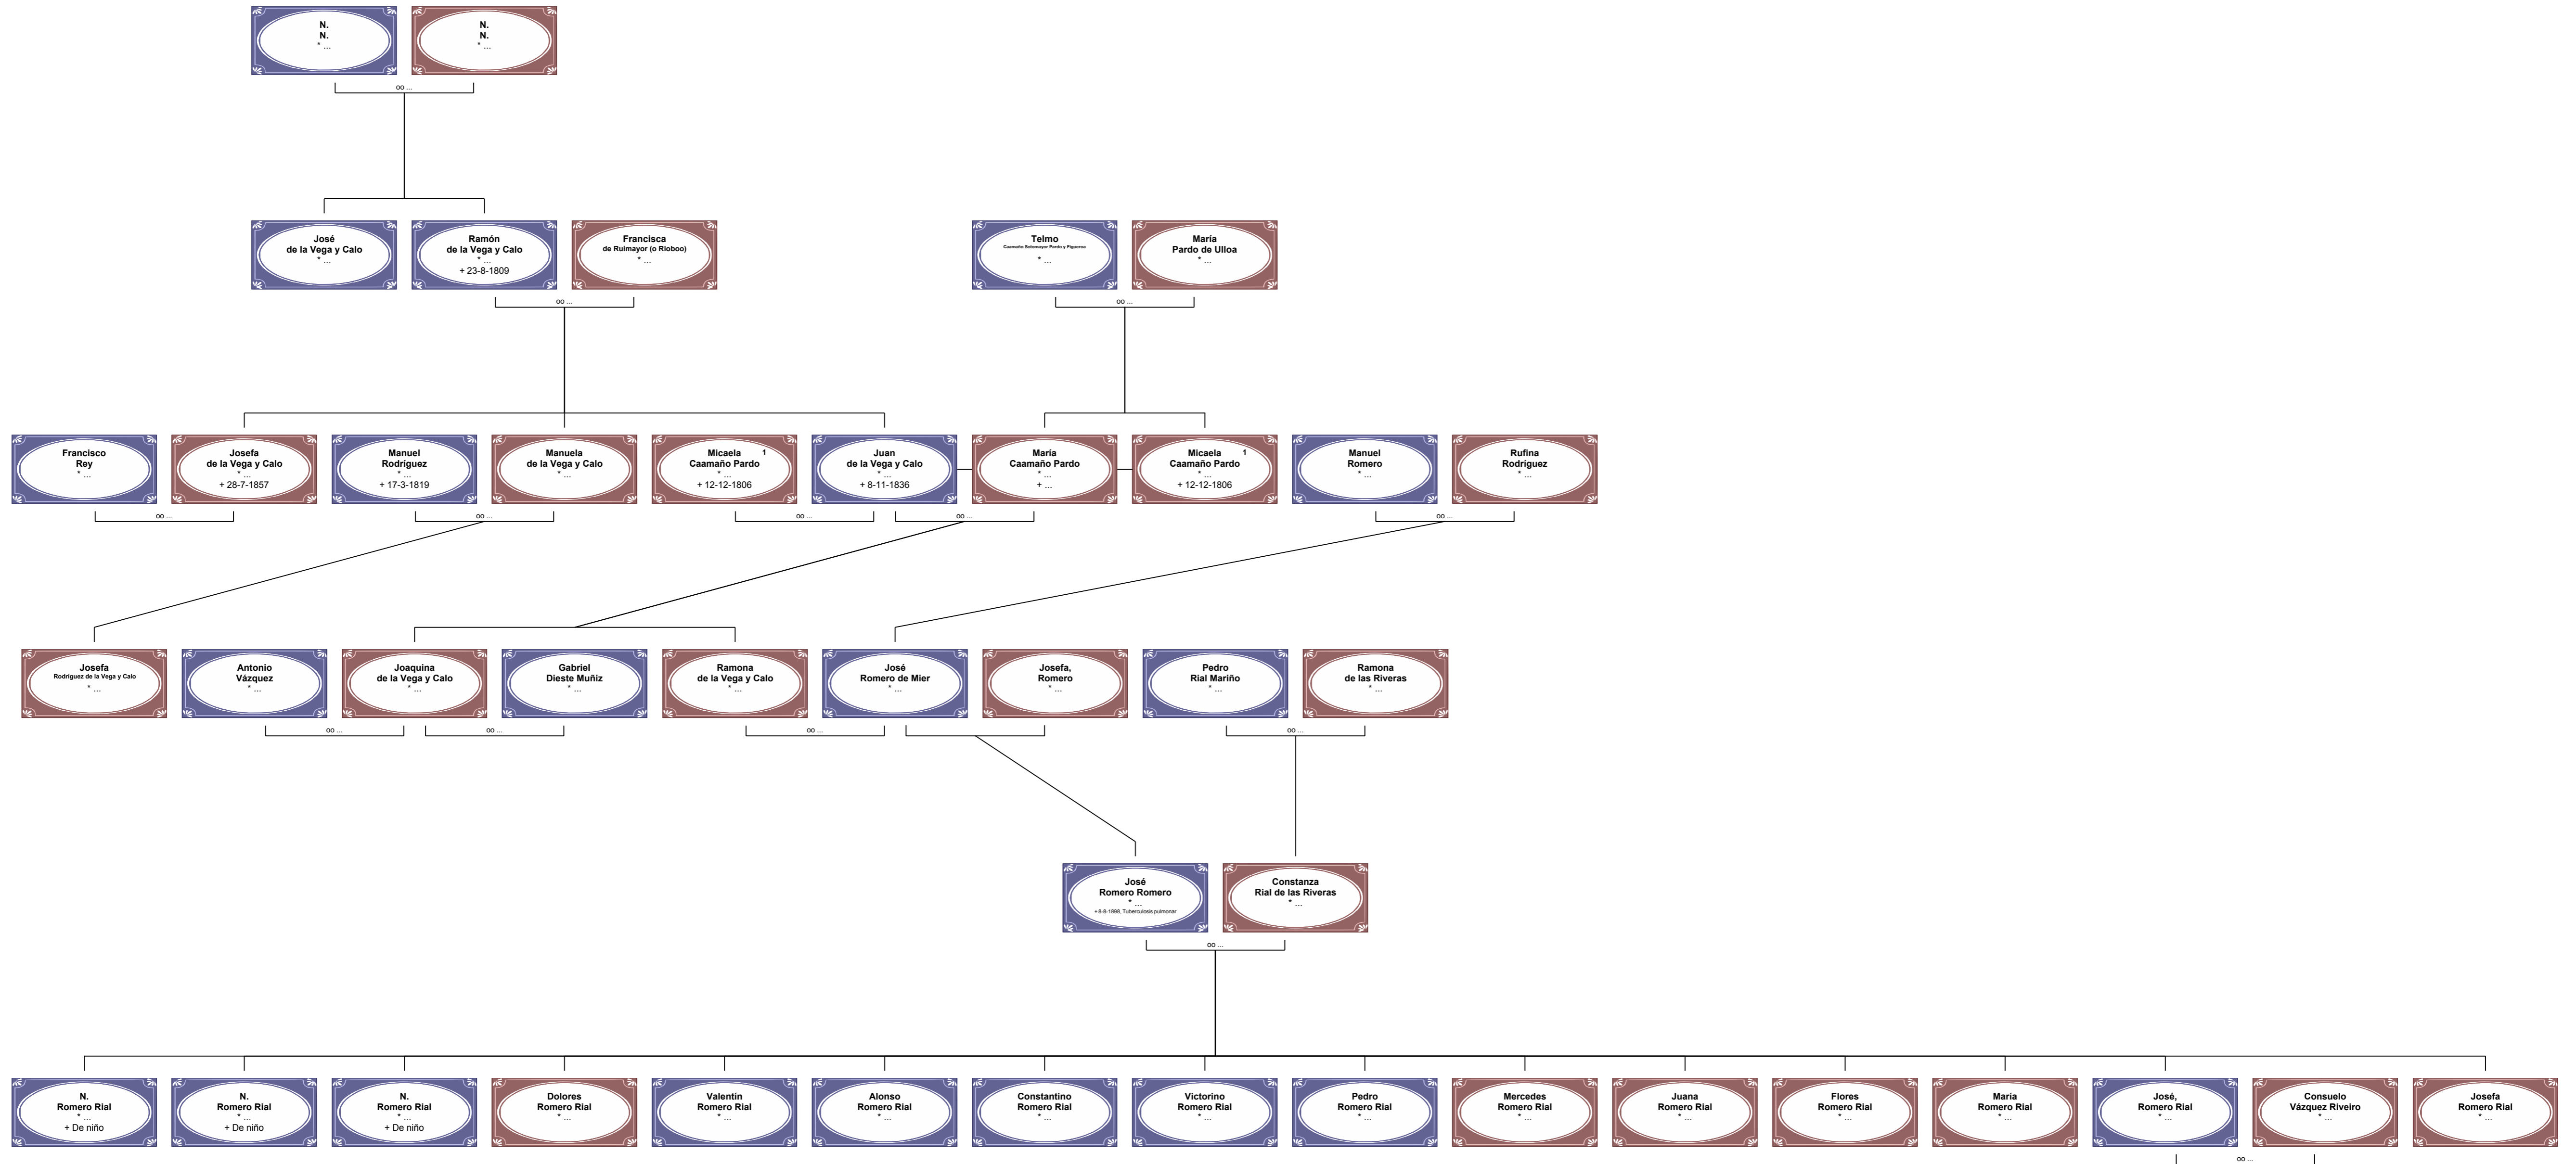 N.
N.
* ...
N.
N.
* ...
oo ...
José
de la Vega y Calo
* ...
Ramón
de la Vega y Calo
* ...
+ 23-8-1809
Francisca
de Ruimayor (o Rioboo)
* ...
Telmo
Caamaño Sotomayor Pardo y Figueroa
* ...
María
Pardo de Ulloa
* ...
oo ...
oo ...
Francisco
Rey
* ...
Josefa
de la Vega y Calo
* ...
+ 28-7-1857
Manuel
Rodríguez
* ...
+ 17-3-1819
Manuela
de la Vega y Calo
* ...
Micaela 1
Caamaño Pardo
* ...
+ 12-12-1806
Juan
de la Vega y Calo
* ...
+ 8-11-1836
María
Caamaño Pardo
* ...
+ ...
Micaela 1
Caamaño Pardo
* ...
+ 12-12-1806
Manuel
Romero
* ...
Rufina
Rodríguez
* ...
oo ...
oo ...
oo ...
oo ...
oo ...
Josefa
Rodríguez de la Vega y Calo
* ...
Antonio
Vázquez
* ...
Joaquina
de la Vega y Calo
* ...
Gabriel
Dieste Muñiz
* ...
Ramona
de la Vega y Calo
* ...
José
Romero de Mier
* ...
Josefa,
Romero
* ...
Pedro
Rial Mariño
* ...
Ramona
de las Riveras
* ...
oo ...
oo ...
oo ...
oo ...
José
Romero Romero
* ...
+ 8-8-1898, Tuberculosis pulmonar
Constanza
Rial de las Riveras
* ...
oo ...
N.
Romero Rial
* ...
+ De niño
N.
Romero Rial
* ...
+ De niño
N.
Romero Rial
* ...
+ De niño
Dolores
Romero Rial
* ...
Valentín
Romero Rial
* ...
Alonso
Romero Rial
* ...
Constantino
Romero Rial
* ...
Victorino
Romero Rial
* ...
Pedro
Romero Rial
* ...
Mercedes
Romero Rial
* ...
Juana
Romero Rial
* ...
Flores
Romero Rial
* ...
María
Romero Rial
* ...
José,
Romero Rial
* ...
Consuelo
Vázquez Riveiro
* ...
Josefa
Romero Rial
* ...
oo ...